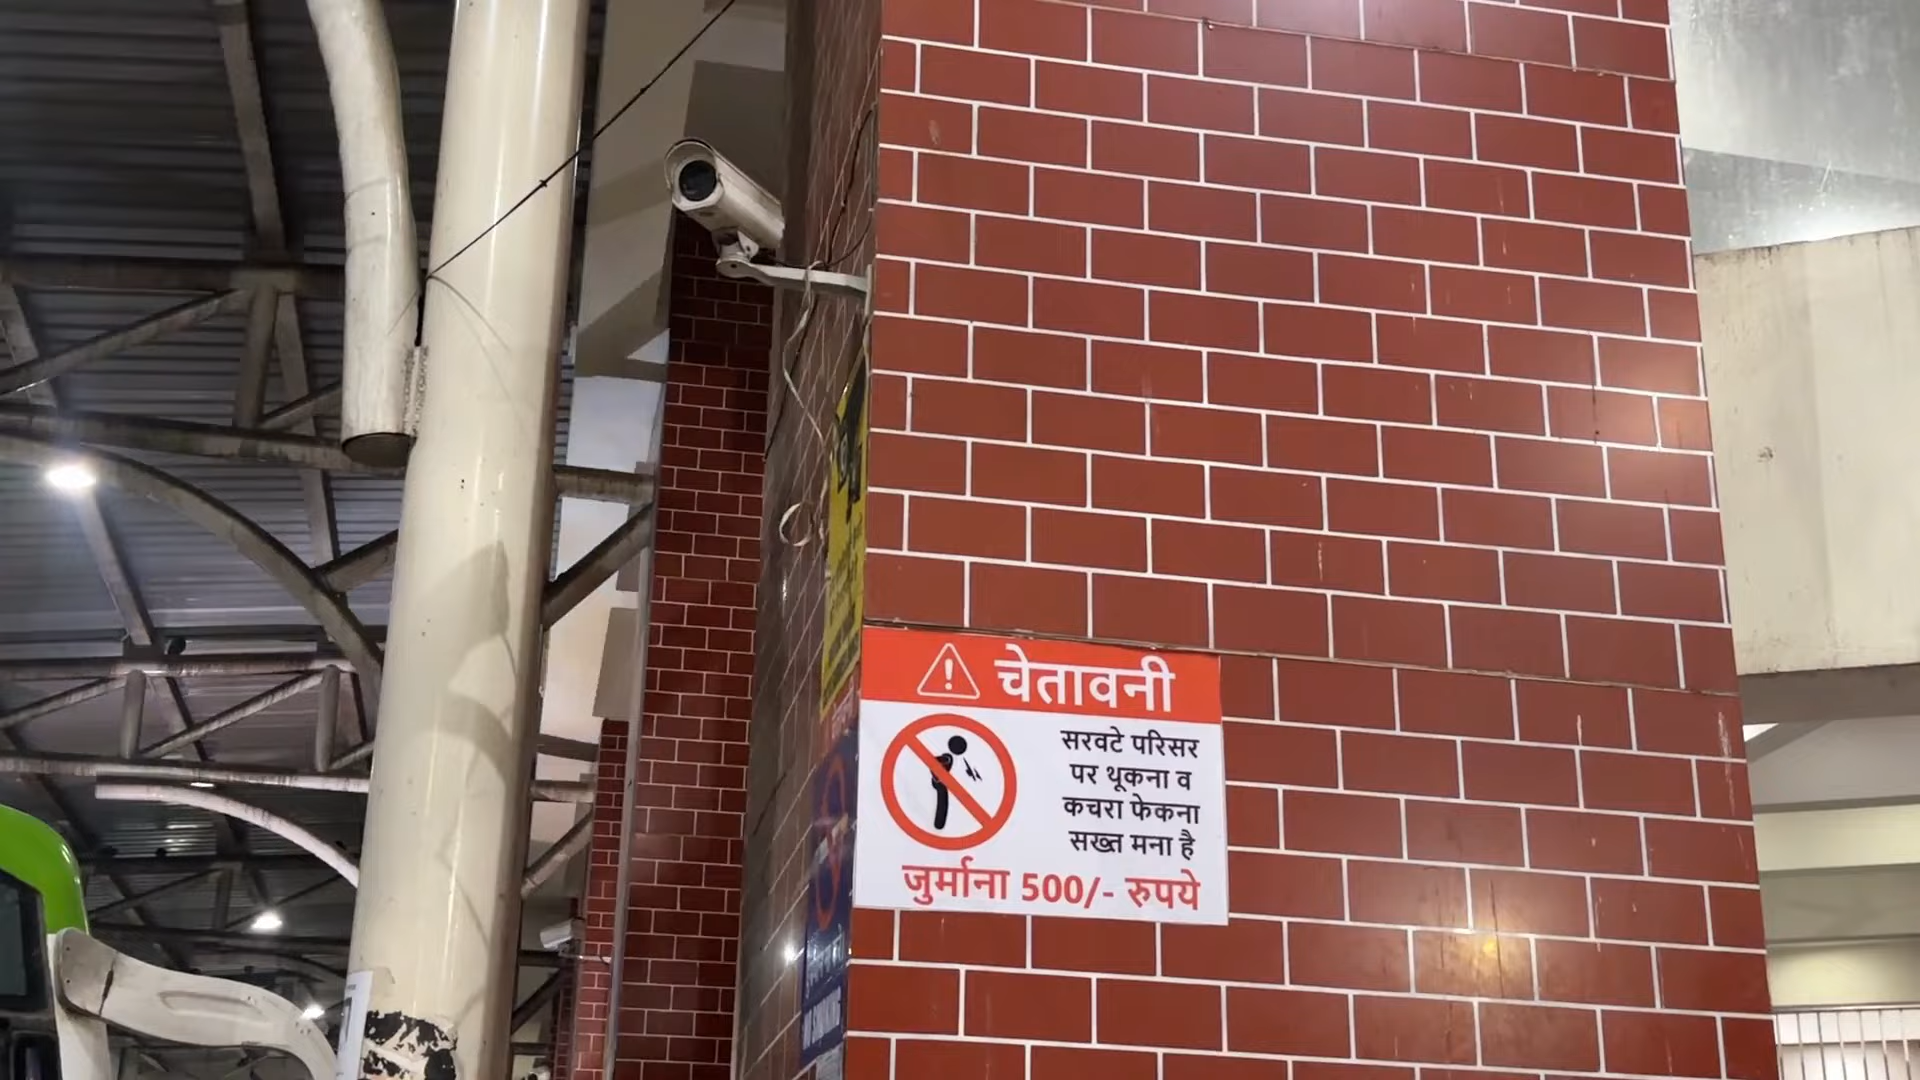 चेतावनी
सरवटे परिसर
पर थूकना व
कचरा फेकना
सख्त मना है
जुर्माना 500/- रुपये